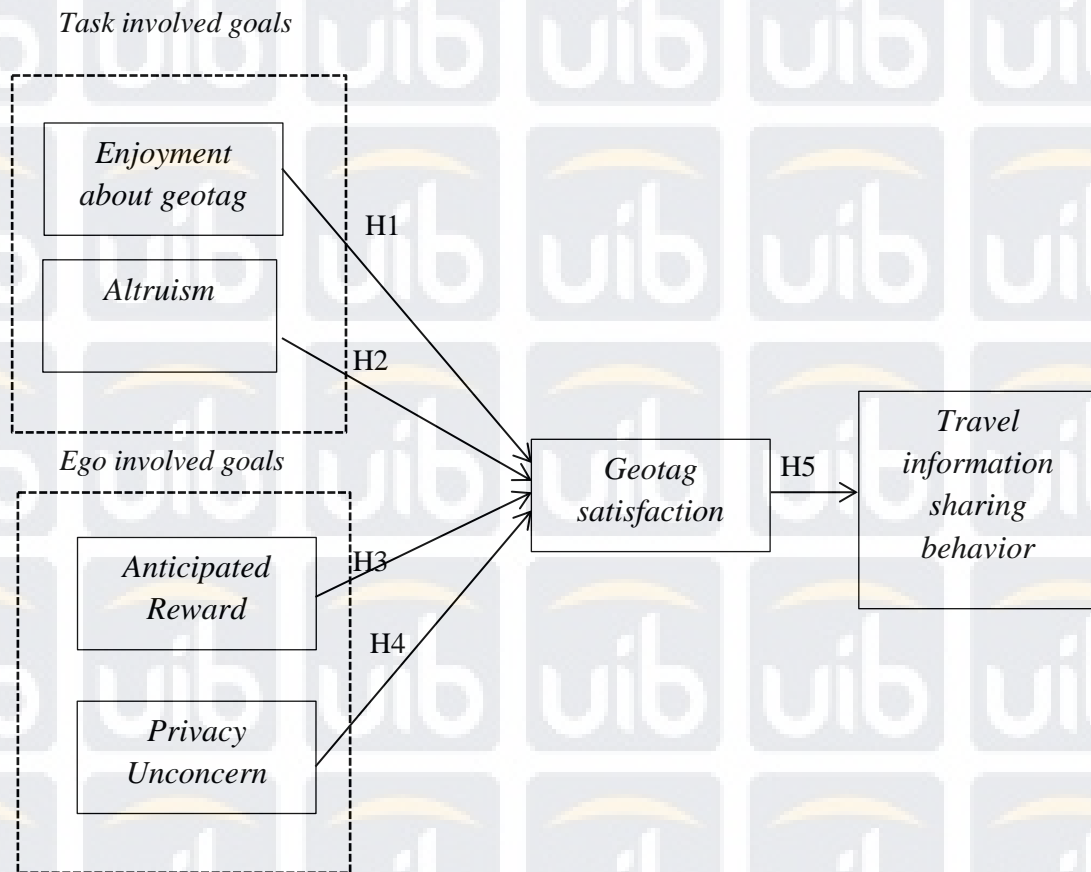 Task involved goals
Enjoyment
about geotag
H1
Altruism
H2
Ego involved goals
Geotag
satisfaction
H5
Travel
information
sharing
behavior
Anticipated
Reward
H3
H4
Privacy
Unconcern
uib